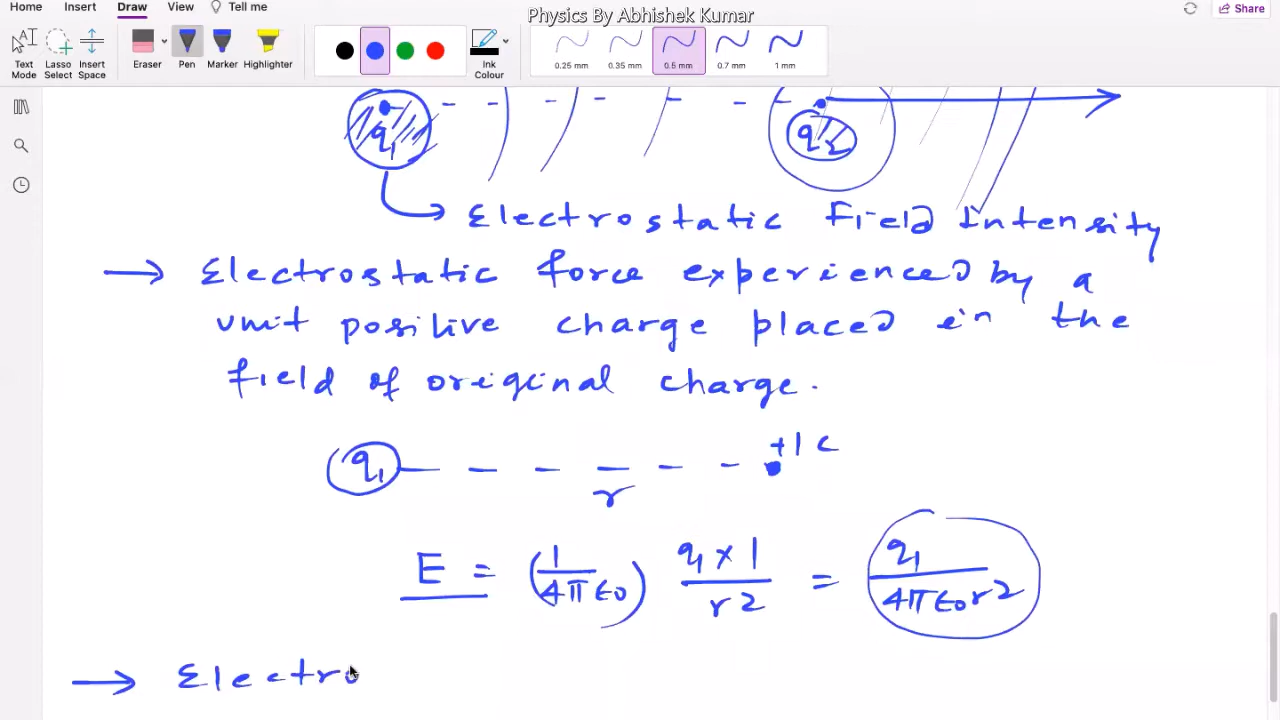 Home Insert Draw View Tell me
Physics By Abhishek Kumar
Share
Text Mode Lasso Select Insert Space Eraser Pen Marker Highlighter Ink Colour 0.25 mm 0.35 mm 0.5 mm 0.7 mm 1 mm
q1 q2
Electrostatic Field Intensity
→ Electrostatic force experienced by a
unit positive charge placed in the
field of original charge.
q1 +1 C
r
E = (1/4πε0) q1 × 1/r2 = q1/4πε0r2
→ Electro